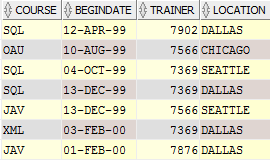 COURSE BEGINDATE TRAINER LOCATION
SQL 12-APR-99 7902 DALLAS
OAU 10-AUG-99 7566 CHICAGO
SQL 04-OCT-99 7369 SEATTLE
SQL 13-DEC-99 7369 DALLAS
JAV 13-DEC-99 7566 SEATTLE
XML 03-FEB-00 7369 DALLAS
JAV 01-FEB-00 7876 DALLAS